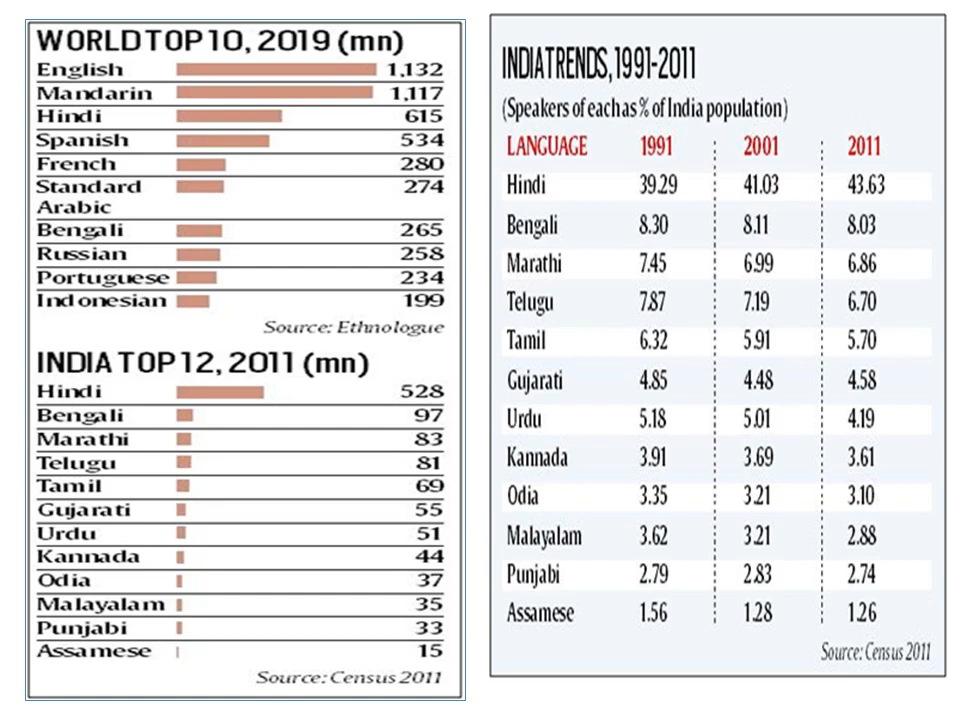 WORLD TOP 10, 2019 (mn)
English 1,132
Mandarin 1,117
Hindi 615
Spanish 534
French 280
Standard 274
Arabic
Bengali 265
Russian 258
Portuguese 234
Indonesian 199
Source: Ethnologue
INDIA TOP 12, 2011 (mn)
Hindi 528
Bengali 97
Marathi 83
Telugu 81
Tamil 69
Gujarati 55
Urdu 51
Kannada 44
Odia 37
Malayalam 35
Punjabi 33
Assamese 15
Source: Census 2011
INDIA TRENDS, 1991-2011
(Speakers of each as % of India population)
LANGUAGE 1991 2001 2011
Hindi 39.29 41.03 43.63
Bengali 8.30 8.11 8.03
Marathi 7.45 6.99 6.86
Telugu 7.87 7.19 6.70
Tamil 6.32 5.91 5.70
Gujarati 4.85 4.48 4.58
Urdu 5.18 5.01 4.19
Kannada 3.91 3.69 3.61
Odia 3.35 3.21 3.10
Malayalam 3.62 3.21 2.88
Punjabi 2.79 2.83 2.74
Assamese 1.56 1.28 1.26
Source: Census 2011